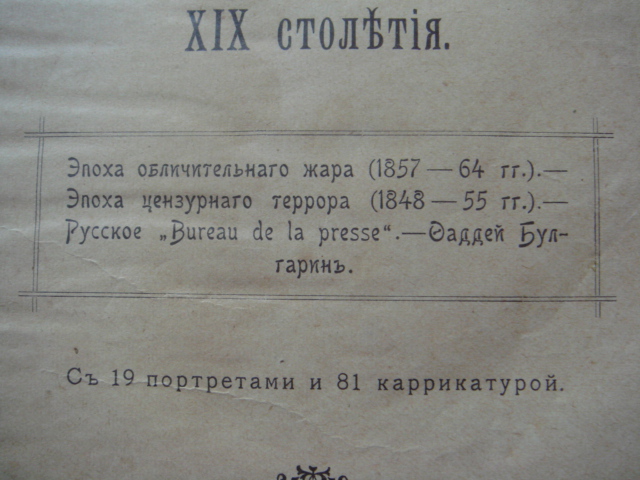 XIX столѣтія.
Эпоха обличительнаго жара (1857 — 64 гг.).—
Эпоха цензурнаго террора (1848 — 55 гг.).—
Русское „Bureau de la presse“.—Ѳаддей Бул-
гаринъ.
Съ 19 портретами и 81 каррикатурой.